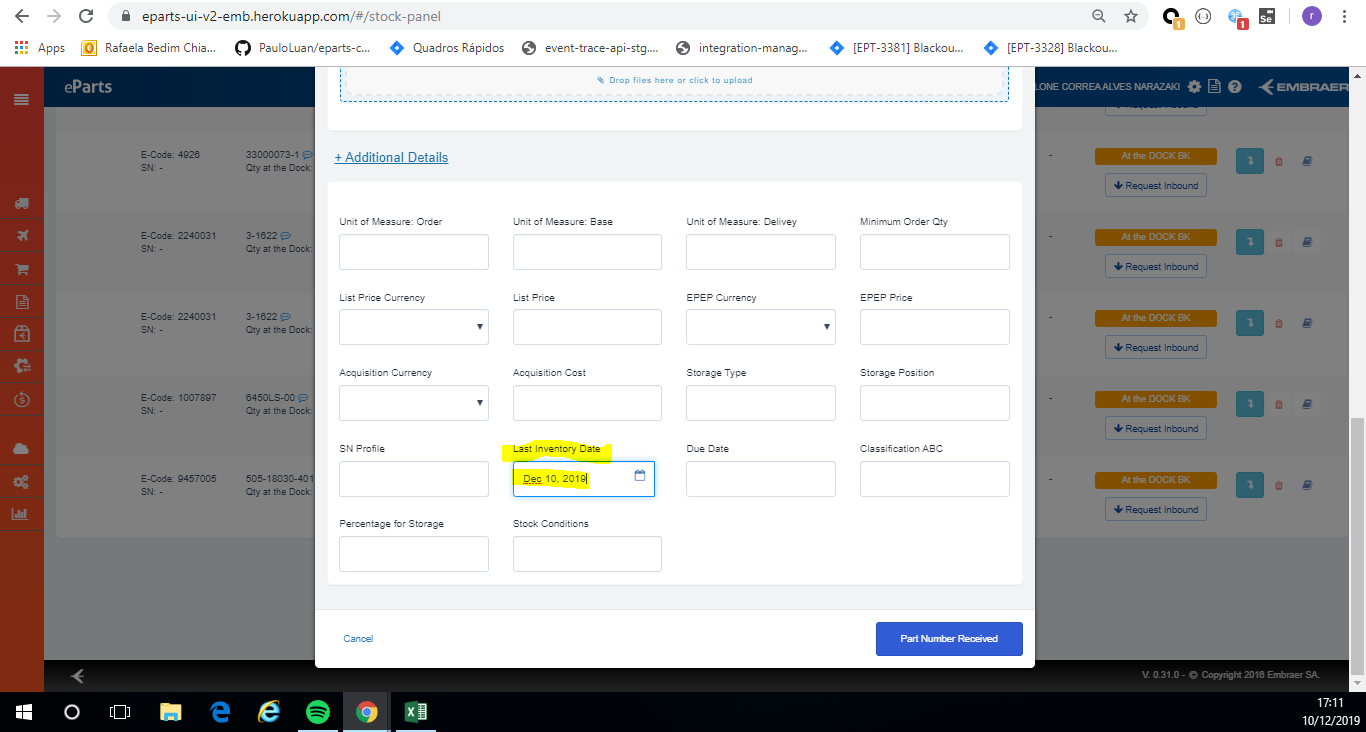 eparts-ui-v2-emb.herokuapp.com/#/stock-panel
1
1
Se
r
Apps
Rafaela Bedim Chia...
PauloLuan/eparts-c...
Quadros Rápidos
event-trace-api-stg....
integration-manag...
[EPT-3381] Blackou...
[EPT-3328] Blackou...
eParts
LONE CORREA ALVES NARAZAKI
EMBRAER
Drop files here or click to upload
+ Additional Details
E-Code: 4926
SN: -
33000073-1
Qty at the Dock:
-
At the DOCK BK
Request Inbound
E-Code: 2240031
SN: -
3-1622
Qty at the Dock:
-
At the DOCK BK
Request Inbound
E-Code: 2240031
SN: -
3-1622
Qty at the Dock:
-
At the DOCK BK
Request Inbound
E-Code: 1007897
SN: -
6450LS-00
Qty at the Dock:
-
At the DOCK BK
Request Inbound
E-Code: 9457005
SN: -
505-18030-401
Qty at the Dock:
-
At the DOCK BK
Request Inbound
Unit of Measure: Order
Unit of Measure: Base
Unit of Measure: Delivey
Minimum Order Qty
List Price Currency
List Price
EPEP Currency
EPEP Price
Acquisition Currency
Acquisition Cost
Storage Type
Storage Position
SN Profile
Last Inventory Date
Due Date
Classification ABC
Dec 10, 2019
Percentage for Storage
Stock Conditions
Cancel
Part Number Received
V. 0.31.0 - © Copyright 2016 Embraer SA.
17:11
10/12/2019